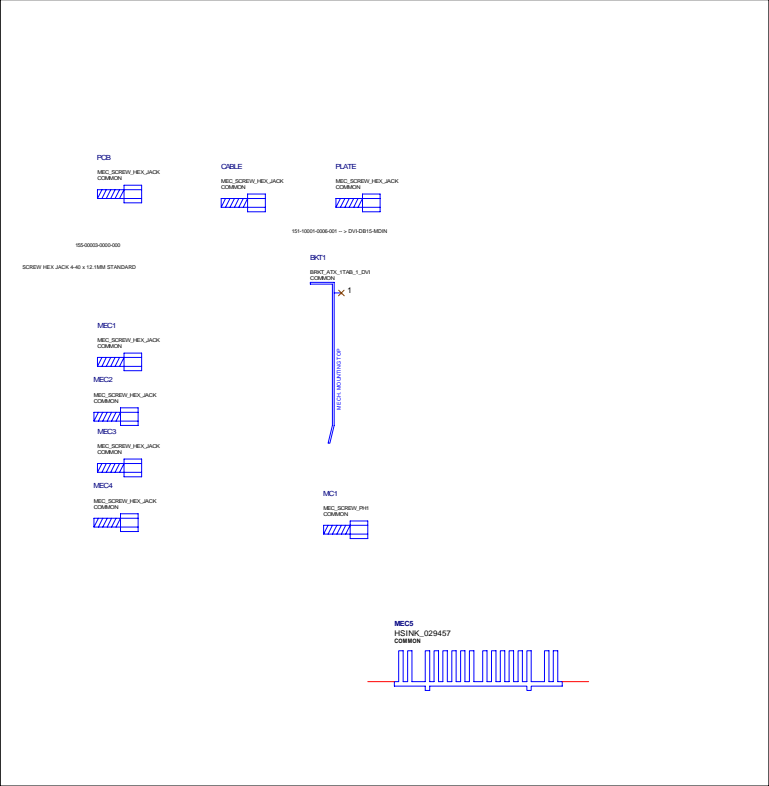 PCB
MEC_SCREW_HEX_JACK
COMMON
CABLE
MEC_SCREW_HEX_JACK
COMMON
PLATE
MEC_SCREW_HEX_JACK
COMMON
151-10001-0006-001 -- > DVI-DB15-MDIN
155-00003-0000-000
SCREW HEX JACK 4-40 x 12.1MM STANDARD
BKT1
BRKT_ATX_1TAB_1_DVI
COMMON
1
MECH. MOUNTING TOP
MEC1
MEC_SCREW_HEX_JACK
COMMON
MEC2
MEC_SCREW_HEX_JACK
COMMON
MEC3
MEC_SCREW_HEX_JACK
COMMON
MEC4
MEC_SCREW_HEX_JACK
COMMON
MC1
MEC_SCREW_PH1
COMMON
MEC5
HSINK_029457
COMMON